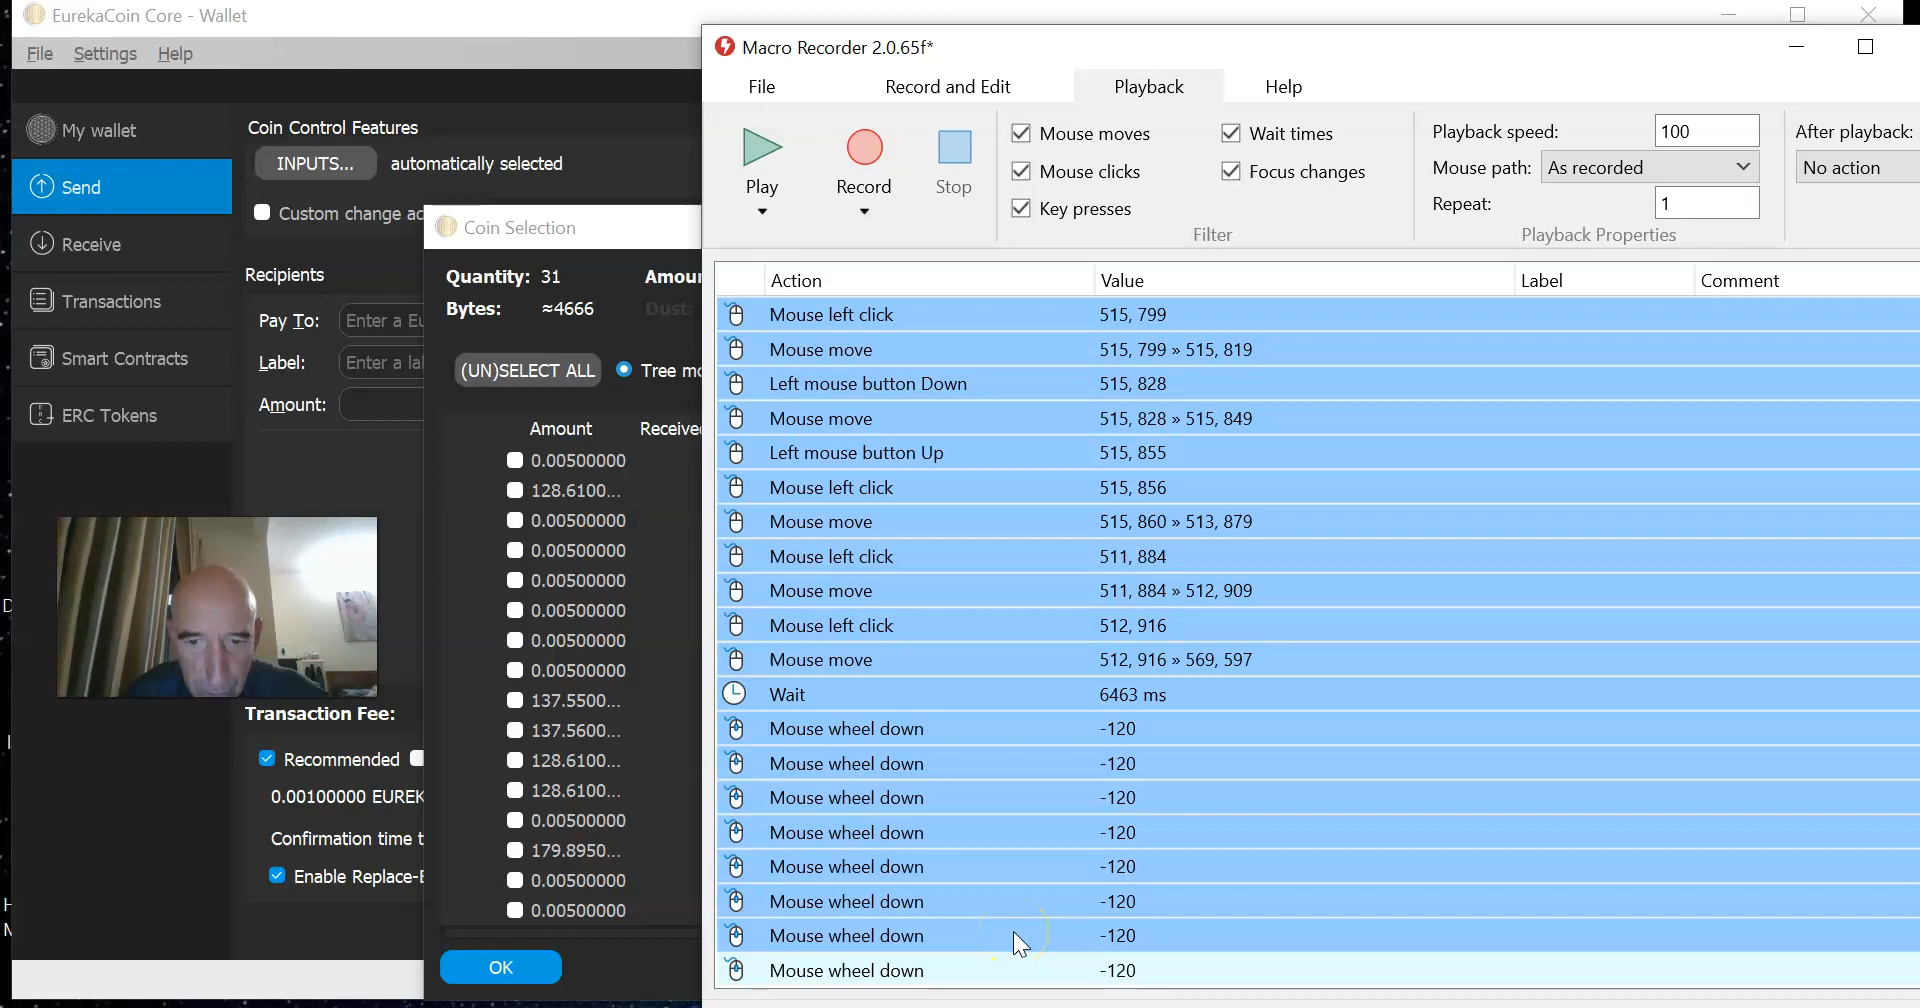 EurekaCoin Core - Wallet
File Settings Help
My wallet
Send
Receive
Transactions
Smart Contracts
ERC Tokens
Coin Control Features
INPUTS... automatically selected
Custom change ad
Recipients
Pay To: Enter a Eu
Label: Enter a lab
Amount:
Transaction Fee:
Recommended
0.00100000 EUREK
Confirmation time t
Enable Replace-B
Coin Selection
Quantity: 31 Amoun
Bytes: ≈4666 Dust:
(UN)SELECT ALL Tree mo
Amount Received
0.00500000
128.6100...
0.00500000
0.00500000
0.00500000
0.00500000
0.00500000
0.00500000
137.5500...
137.5600...
128.6100...
128.6100...
0.00500000
179.8950...
0.00500000
0.00500000
OK
Macro Recorder 2.0.65f*
File Record and Edit Playback Help
Play
Record
Stop
Mouse moves Wait times
Mouse clicks Focus changes
Key presses
Filter
Playback speed: 100
Mouse path: As recorded
Repeat: 1
Playback Properties
After playback:
No action
Action Value Label Comment
Mouse left click 515, 799
Mouse move 515, 799 » 515, 819
Left mouse button Down 515, 828
Mouse move 515, 828 » 515, 849
Left mouse button Up 515, 855
Mouse left click 515, 856
Mouse move 515, 860 » 513, 879
Mouse left click 511, 884
Mouse move 511, 884 » 512, 909
Mouse left click 512, 916
Mouse move 512, 916 » 569, 597
Wait 6463 ms
Mouse wheel down -120
Mouse wheel down -120
Mouse wheel down -120
Mouse wheel down -120
Mouse wheel down -120
Mouse wheel down -120
Mouse wheel down -120
Mouse wheel down -120